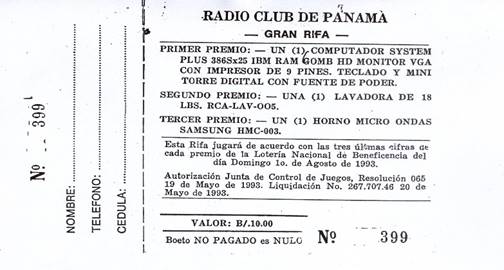 RADIO CLUB DE PANAMÀ
— GRAN RIFA —
PRIMER PREMIO: — UN (1) COMPUTADOR SYSTEM
PLUS 386Sx25 IBM RAM 60MB HD MONITOR VGA
CON IMPRESOR DE 9 PINES. TECLADO Y MINI
TORRE DIGITAL CON FUENTE DE PODER.
SEGUNDO PREMIO: — UNA (1) LAVADORA DE 18
LBS. RCA-LAV-005.
TERCER PREMIO: — UN (1) HORNO MICRO ONDAS
SAMSUNG HMC-003.
Esta Rifa jugará de acuerdo con las tres últimas cifras de
cada premio de la Lotería Nacional de Beneficencia del
día Domingo 1o. de Agosto de 1993.
Autorización Junta de Control de Juegos, Resolución 065
19 de Mayo de 1993. Liquidación No. 267.707.46 20 de
Mayo de 1993.
VALOR: B/.10.00
Boeto NO PAGADO es NULO
Nº 399
Nº 399
NOMBRE:
TELEFONO:
CEDULA: